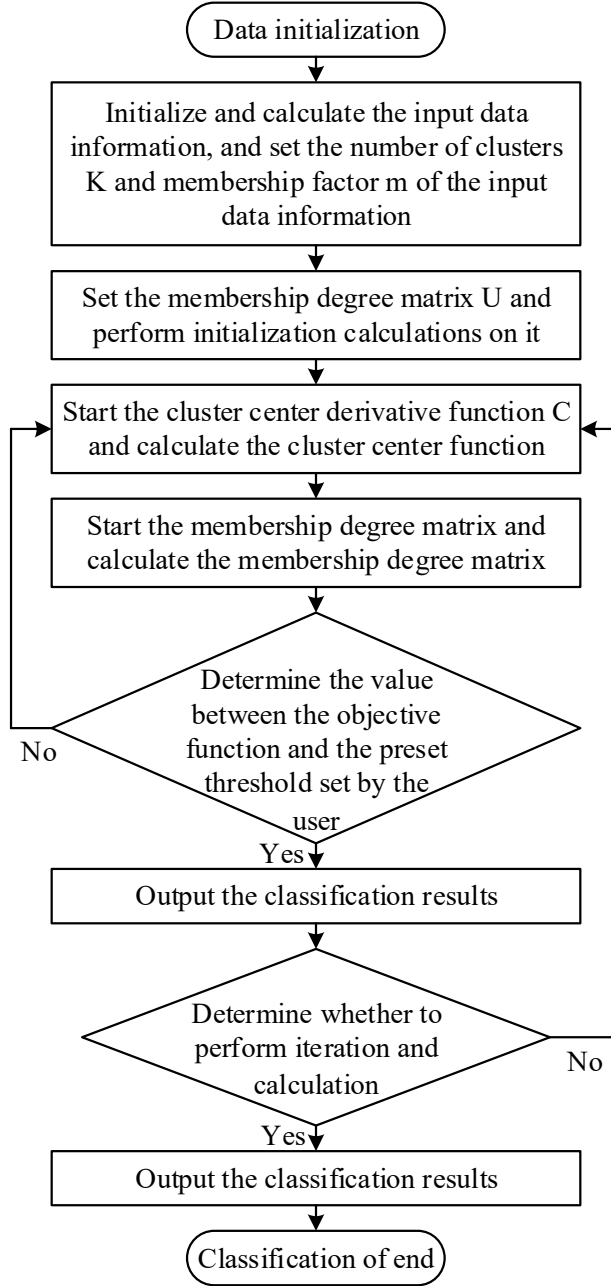 Data initialization
Initialize and calculate the input data
information, and set the number of clusters
K and membership factor m of the input
data information
Set the membership degree matrix U and
perform initialization calculations on it
Start the cluster center derivative function C
and calculate the cluster center function
Start the membership degree matrix and
calculate the membership degree matrix
Determine the value
between the objective
function and the preset
threshold set by the
user
No
Yes
Output the classification results
Determine whether to
perform iteration and
calculation
No
Yes
Output the classification results
Classification of end